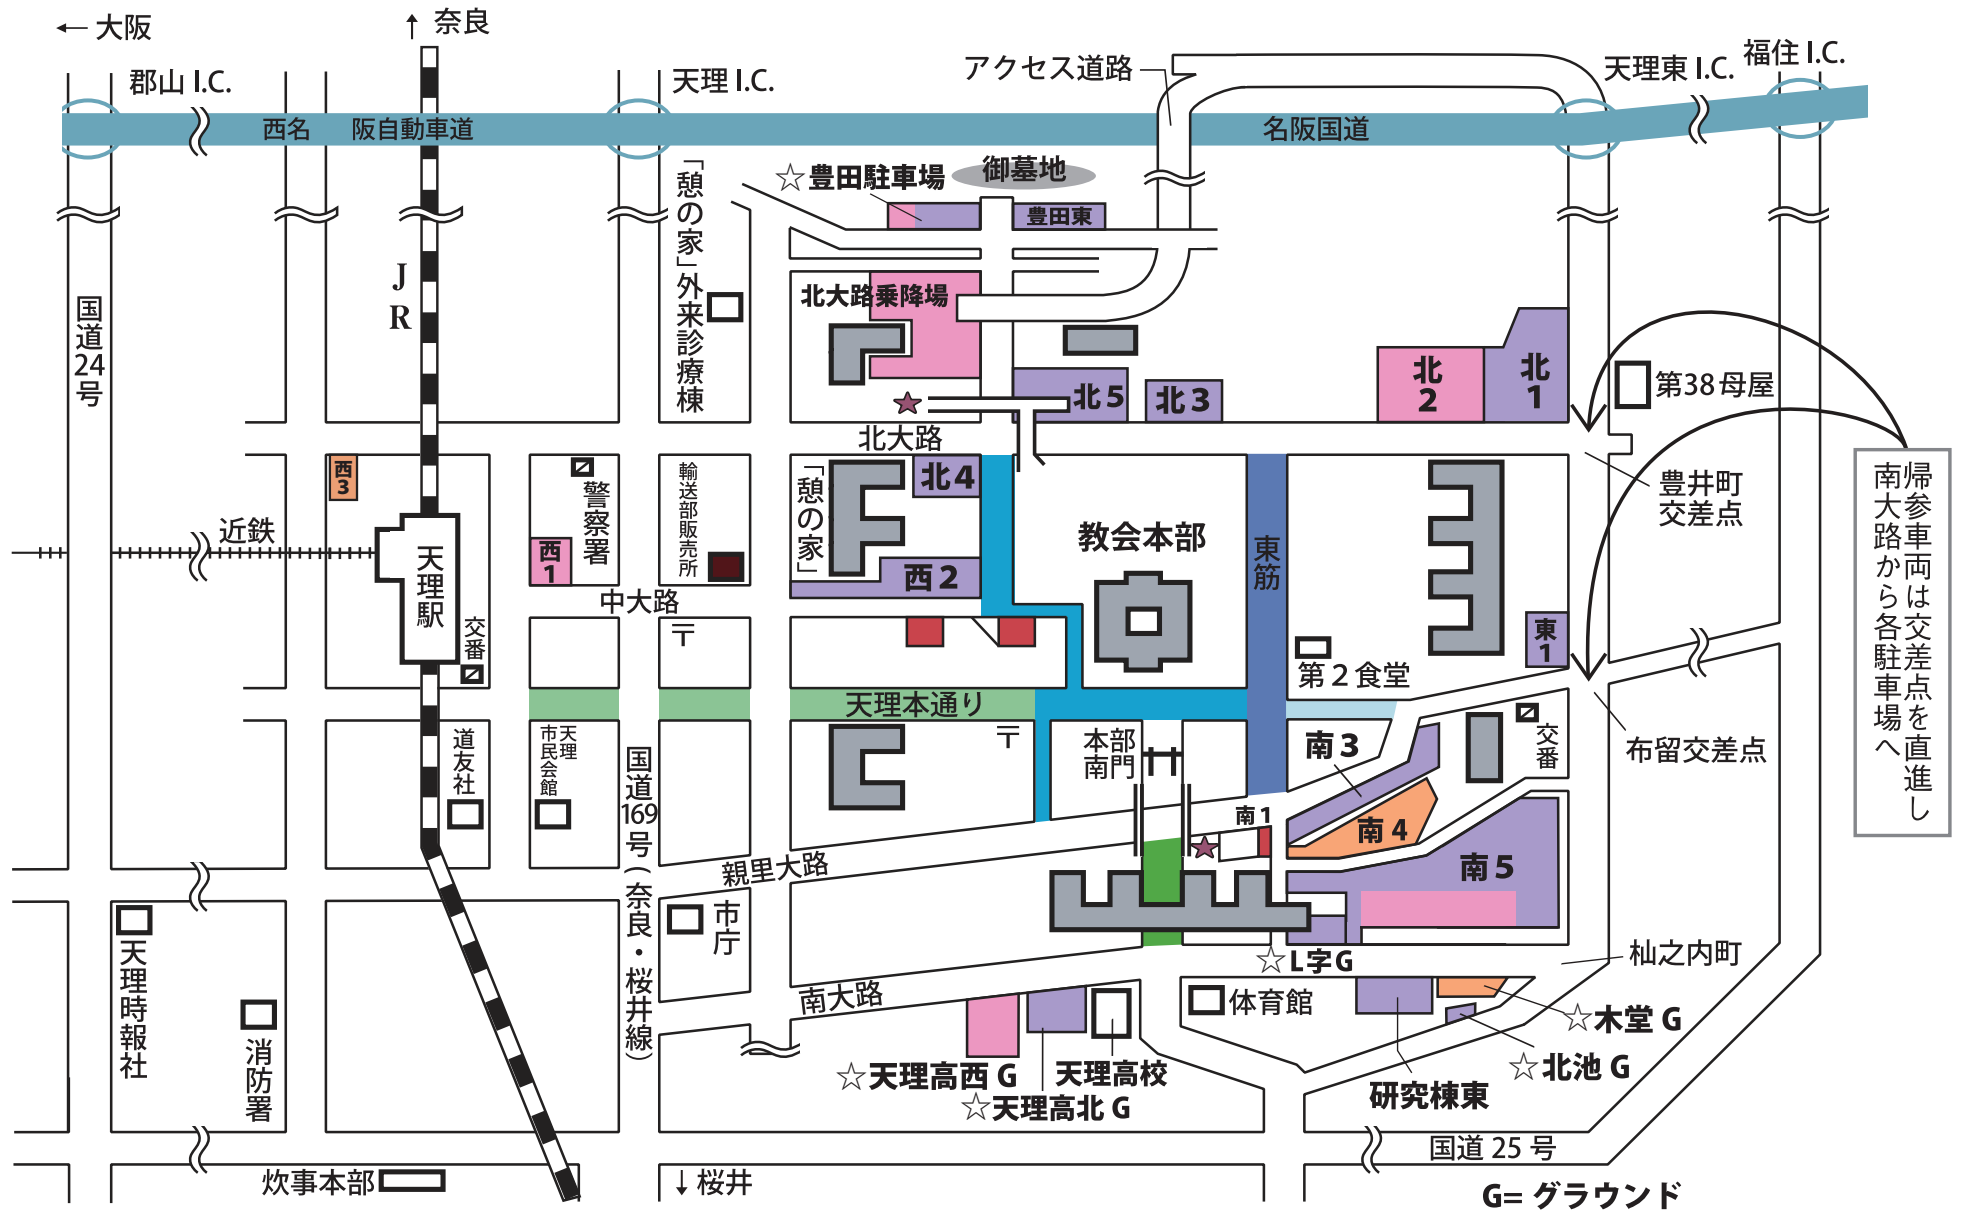 ←大阪
↑奈良
郡山 I.C.
天理 I.C.
アクセス道路
天理東 I.C.
福住 I.C.
西名
阪自動車道
名阪国道
☆豊田駐車場
御墓地
豊田東
「憩の家」外来診療棟
J
R
国道24号
北大路乗降場
北5
北3
北2
北1
第38母屋
北大路
西3
警察署
輸送部販売所
「憩の家」
北4
教会本部
東筋
豊井町
交差点
帰参車両は交差点を直進し
南大路から各駐車場へ
近鉄
天理駅
西1
西2
中大路
〒
東1
交番
第2食堂
天理本通り
道友社
天理
市民会館
国道169号(奈良・桜井線)
〒
本部
南門
南3
交番
布留交差点
南1
南4
親里大路
南5
市庁
天理時報社
消防署
杣之内町
☆L字G
南大路
体育館
☆木堂 G
☆北池 G
☆天理高西 G
天理高校
☆天理高北 G
研究棟東
国道 25 号
炊事本部
↓桜井
G= グラウンド